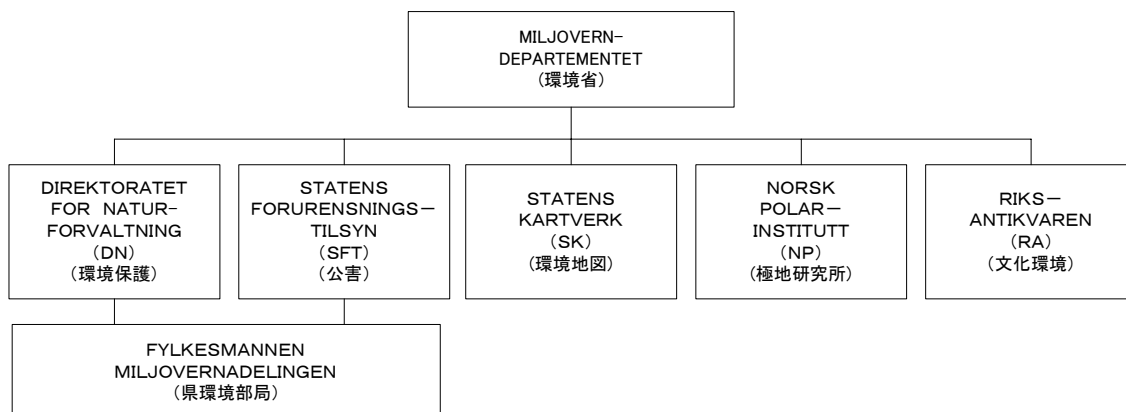 MILJOVERN-
DEPARTEMENTET
(環境省)
DIREKTORATET
FOR NATUR-
FORVALTNING
(DN)
(環境保護)
STATENS
FORURENSNINGS-
TILSYN
(SFT)
(公害)
STATENS
KARTVERK
(SK)
(環境地図)
NORSK
POLAR-
INSTITUTT
(NP)
(極地研究所)
RIKS-
ANTIKVAREN
(RA)
(文化環境)
FYLKESMANNEN
MILJOVERNADELINGEN
(県環境部局)